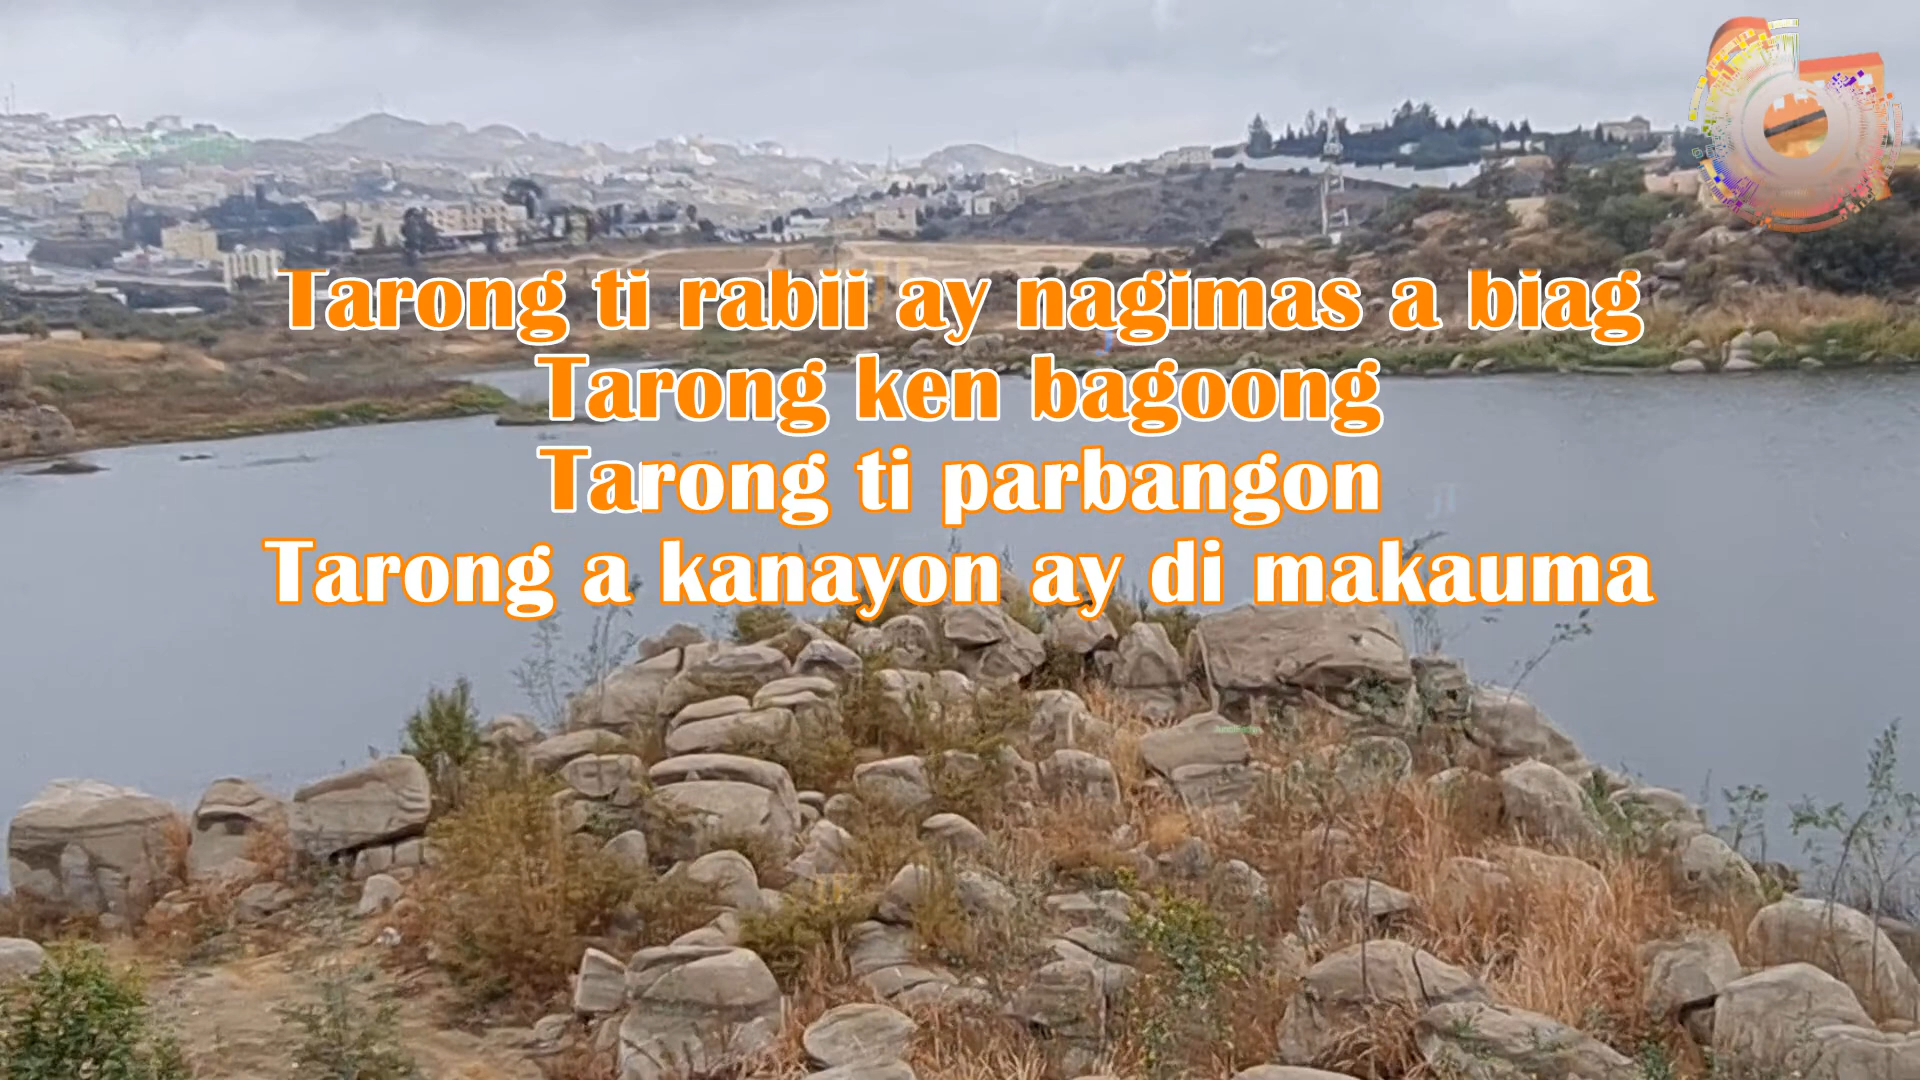 Tarong ti rabii ay nagimas a biag
Tarong ken bagoong
Tarong ti parbangon
Tarong a kanayon ay di makauma